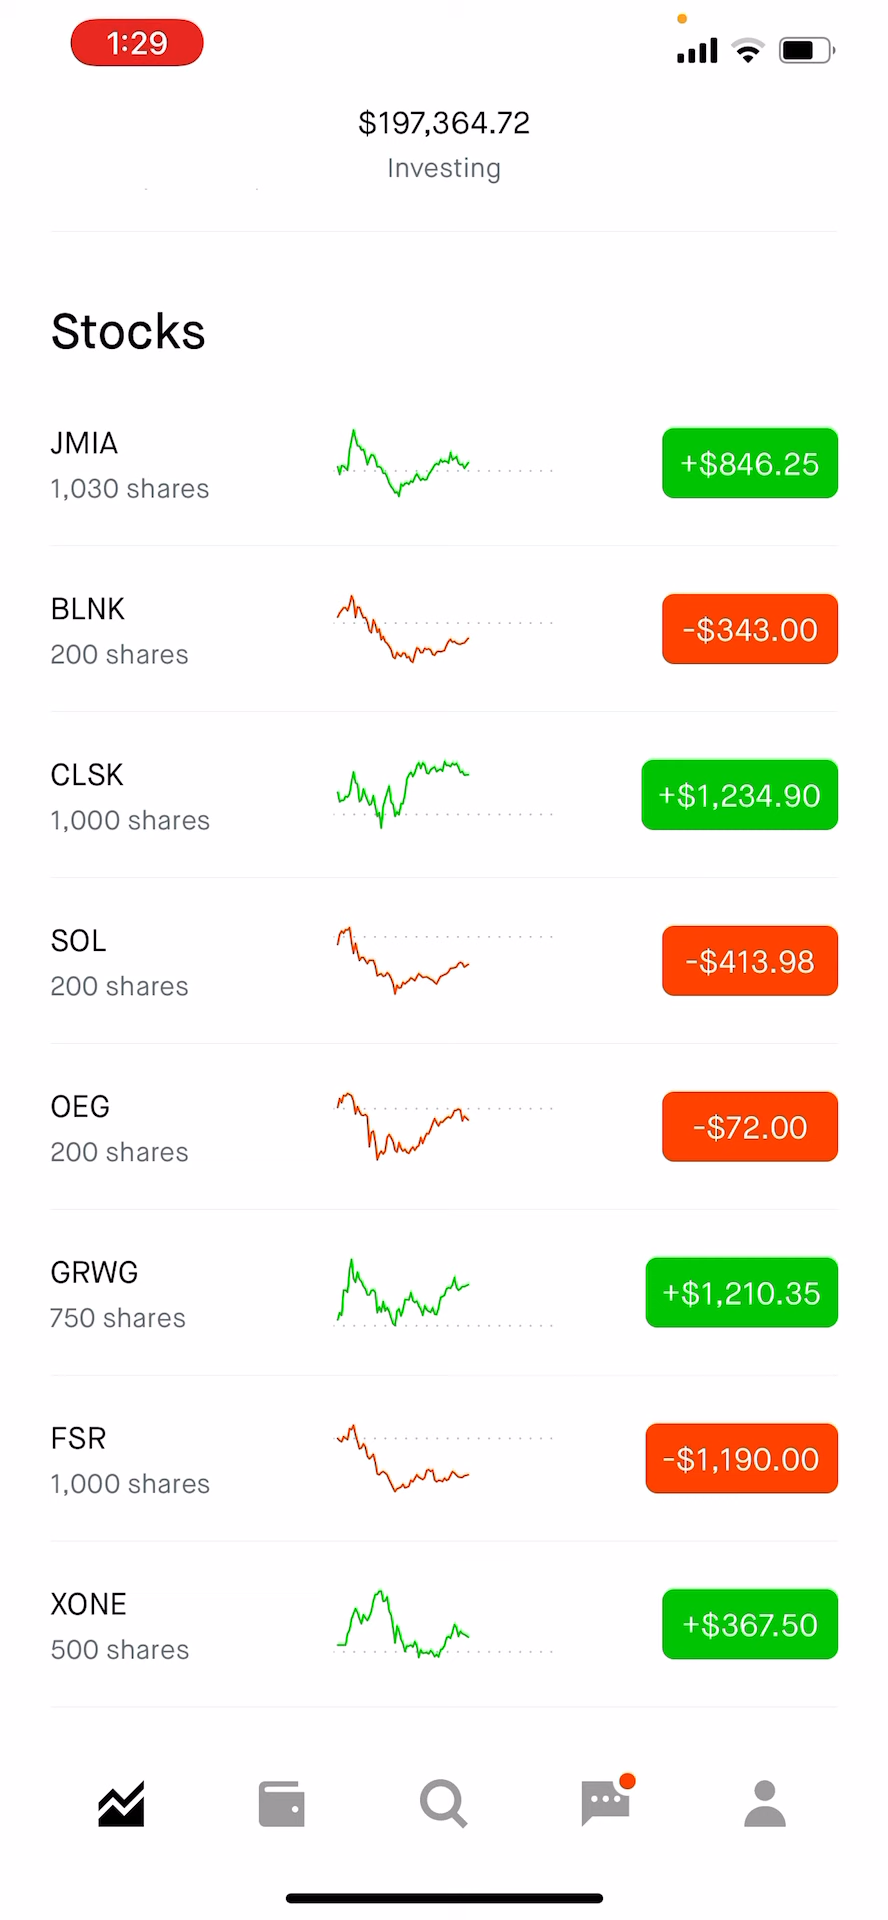 1:29
$197,364.72
Investing
Stocks
JMIA
1,030 shares
+$846.25
BLNK
200 shares
-$343.00
CLSK
1,000 shares
+$1,234.90
SOL
200 shares
-$413.98
OEG
200 shares
-$72.00
GRWG
750 shares
+$1,210.35
FSR
1,000 shares
-$1,190.00
XONE
500 shares
+$367.50